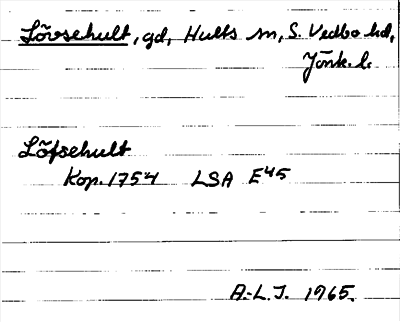 Lövsehult, gd, Hults sn, S. Vedbo hd,
Jönk. l.
Löfsehult
Kop. 1754 LSA E45
A.-L.J. 1965.